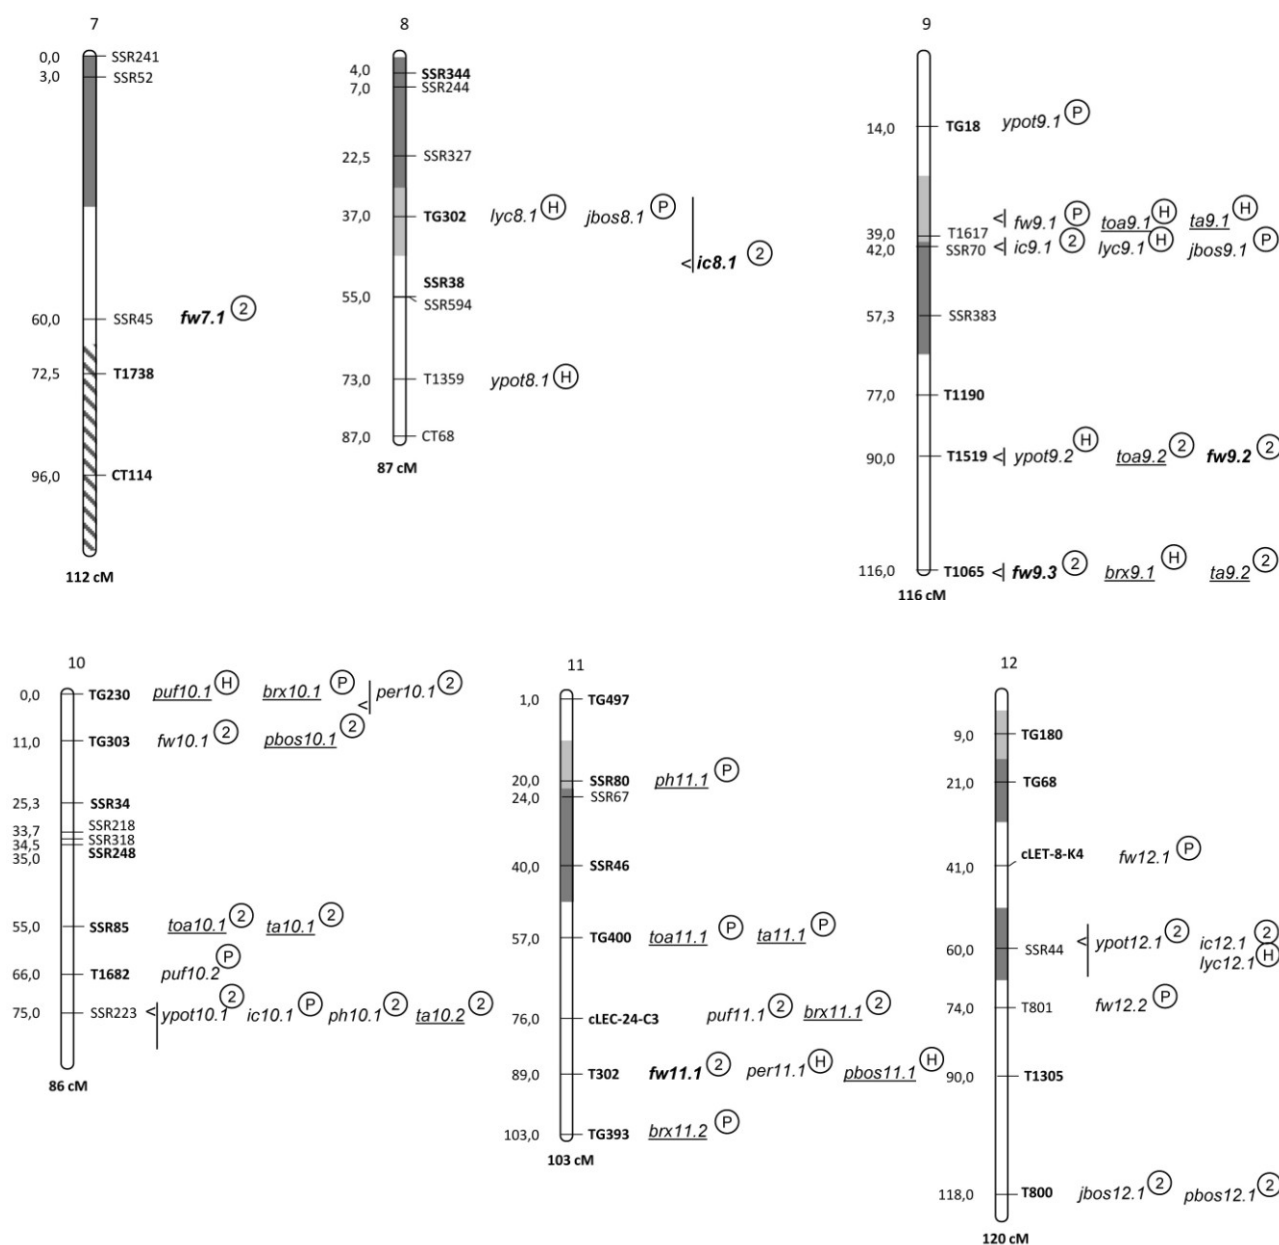 7
0,0 SSR241
3,0 SSR52
60,0 SSR45 fw7.1 2
72,5 T1738
96,0 CT114
112 cM
8
4,0 SSR344
7,0 SSR244
22,5 SSR327
37,0 TG302 lyc8.1 H jbos8.1 P
< ic8.1 2
SSR38
55,0 SSR594
73,0 T1359 ypot8.1 H
87,0 CT68
87 cM
9
14,0 TG18 ypot9.1 P
< fw9.1 P toa9.1 H ta9.1 H
39,0 T1617
42,0 SSR70 < ic9.1 2 lyc9.1 H jbos9.1 P
57,3 SSR383
77,0 T1190
90,0 T1519 < ypot9.2 H toa9.2 2 fw9.2 2
116,0 T1065 < fw9.3 2 brx9.1 H ta9.2 2
116 cM
10
0,0 TG230 puf10.1 H brx10.1 P < per10.1 2
11,0 TG303 fw10.1 2 pbos10.1 2
25,3 SSR34
33,7 SSR218
34,5 SSR318
35,0 SSR248
55,0 SSR85 toa10.1 2 ta10.1 2
66,0 T1682 puf10.2 P
75,0 SSR223 < ypot10.1 2 ic10.1 P ph10.1 2 ta10.2 2
86 cM
11
1,0 TG497
20,0 SSR80 ph11.1 P
24,0 SSR67
40,0 SSR46
57,0 TG400 toa11.1 P ta11.1 P
76,0 cLEC-24-C3 puf11.1 2 brx11.1 2
89,0 T302 fw11.1 2 per11.1 H pbos11.1 H
103,0 TG393 brx11.2 P
103 cM
12
9,0 TG180
21,0 TG68
41,0 cLET-8-K4 fw12.1 P
60,0 SSR44 < ypot12.1 2 ic12.1 2
lyc12.1 H
74,0 T801 fw12.2 P
90,0 T1305
118,0 T800 jbos12.1 2 pbos12.1 2
120 cM